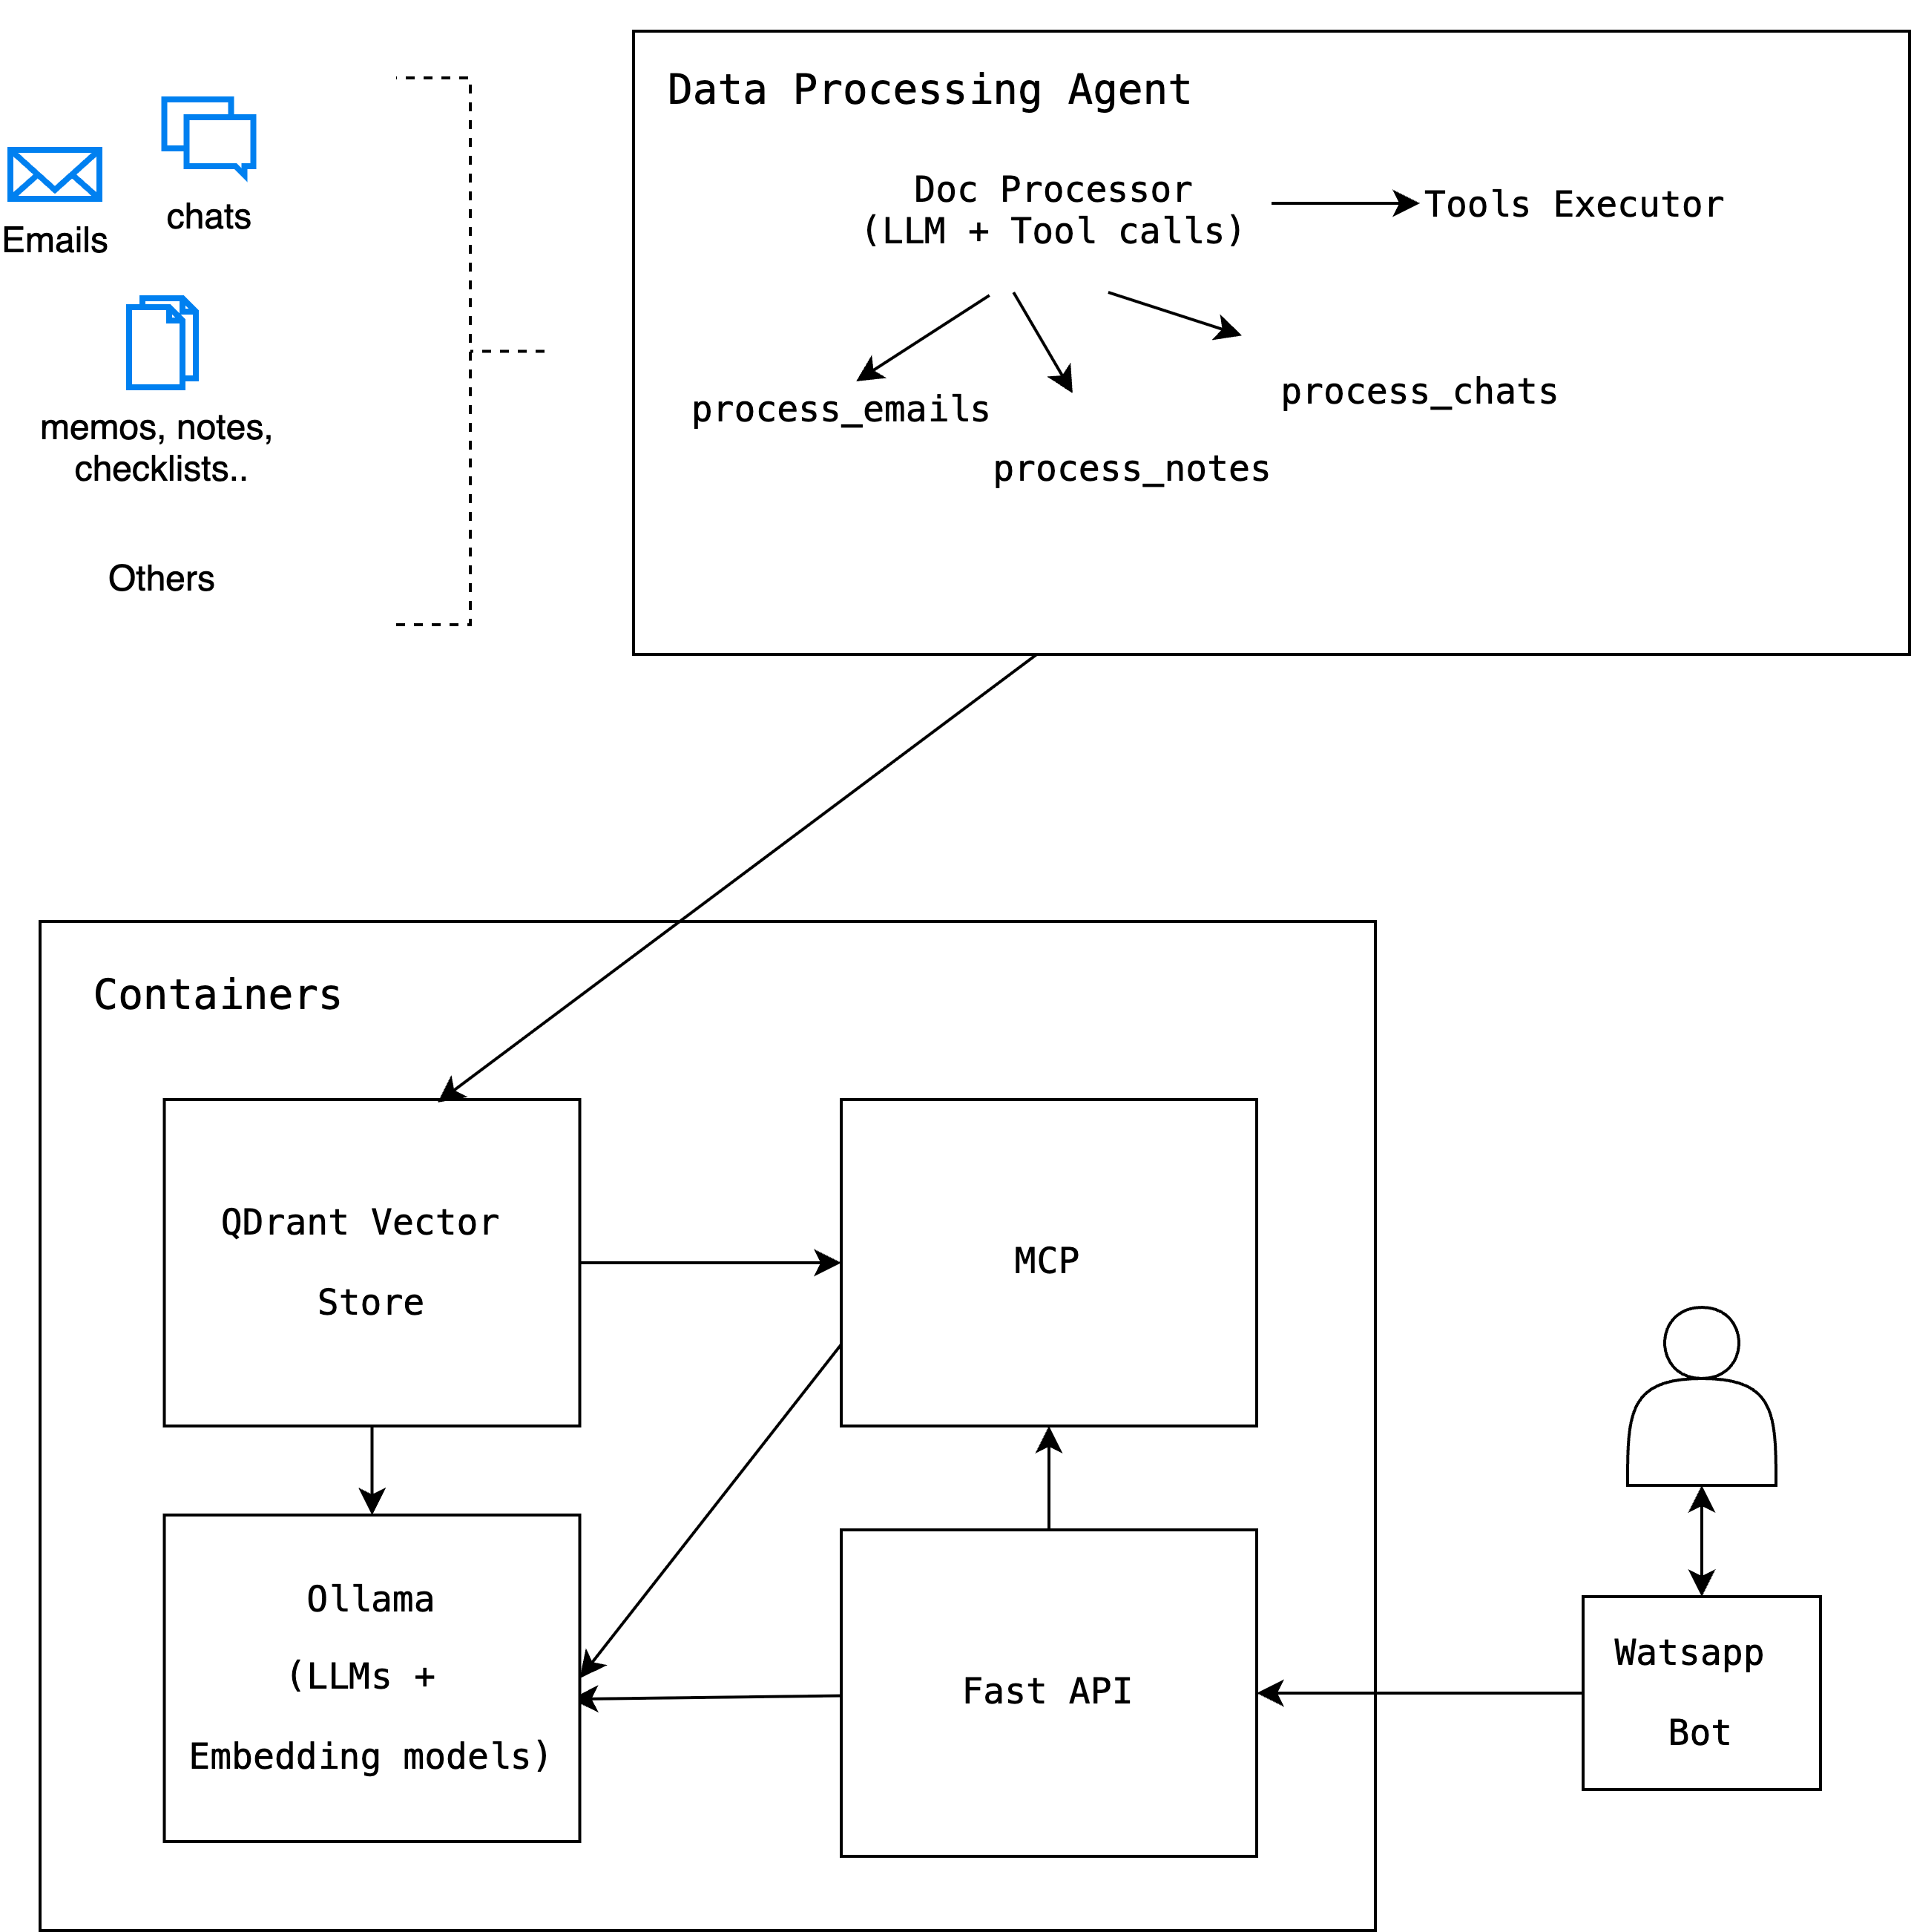 Data Processing Agent
chats
Emails
Doc Processor
(LLM + Tool calls)
Tools Executor
memos, notes,
checklists..
process_emails
process_notes
process_chats
Others
Containers
QDrant Vector
Store
MCP
Ollama
(LLMs +
Embedding models)
Fast API
Watsapp
Bot